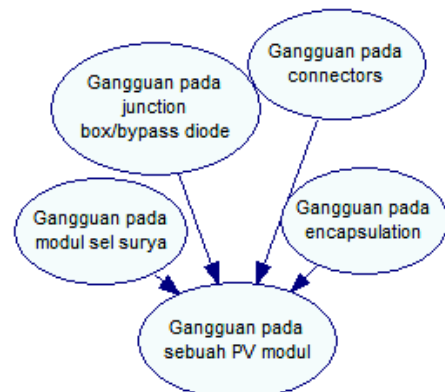 Gangguan pada
junction
box/bypass diode
Gangguan pada
connectors
Gangguan pada
modul sel surya
Gangguan pada
encapsulation
Gangguan pada
sebuah PV modul